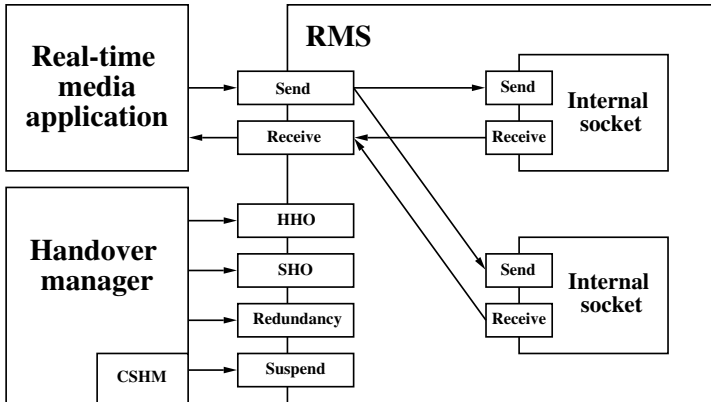 Real-time
media
application
RMS
Send
Receive
Send
Receive
Internal
socket
Handover
manager
CSHM
HHO
SHO
Redundancy
Suspend
Send
Receive
Internal
socket